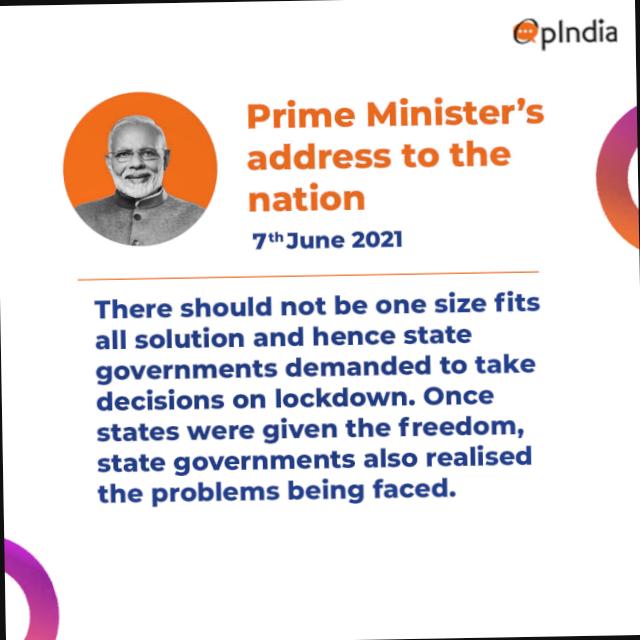 OpIndia
Prime Minister's
address to the
nation
7th June 2021
There should not be one size fits
all solution and hence state
governments demanded to take
decisions on lockdown. Once
states were given the freedom,
state governments also realised
the problems being faced.